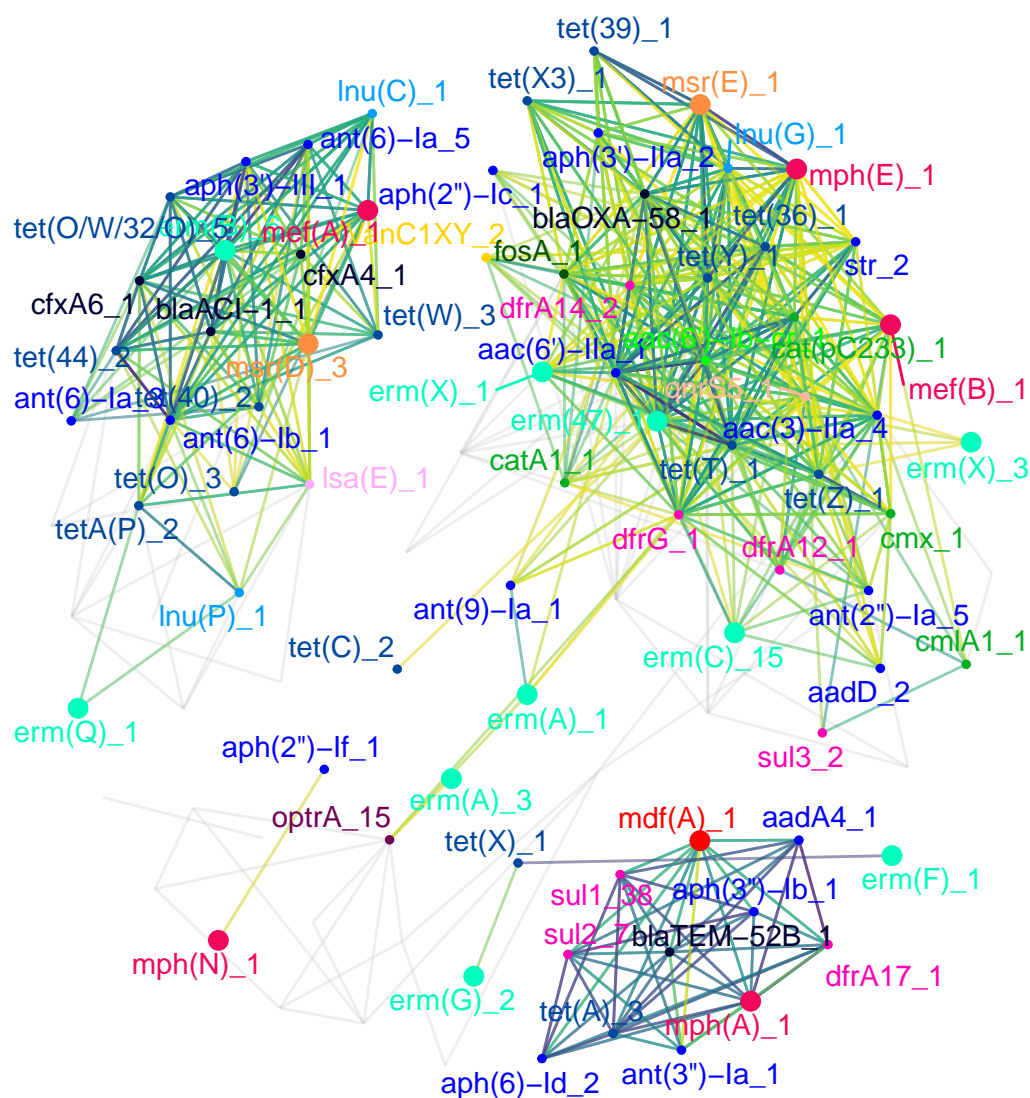 tet(39)_1
tet(X3)_1
msr(E)_1
lnu(C)_1
ant(6)−Ia_5
lnu(G)_1
aph(3')−IIa_2
mph(E)_1
aph(3')−III_1
aph(2'')−Ic_1
blaOXA−58_1
tet(36)_1
tet(O/W/32/O)_5
mef(A)_1
fosA_1
tet(Y)_1
str_2
cfxA4_1
cfxA6_1
blaACI−1_1
dfrA14_2
tet(W)_3
tet(44)_2
msr(D)_3
aac(6')−IIa_1
cat(pC233)_1
erm(X)_1
mef(B)_1
ant(6)−Ia_3
tet(40)_2
erm(47)_1
aac(3)−IIa_4
ant(6)−Ib_1
catA1_1
tet(T)_1
erm(X)_3
tet(O)_3
lsa(E)_1
tet(Z)_1
tetA(P)_2
dfrG_1
dfrA12_1
cmx_1
lnu(P)_1
ant(9)−Ia_1
ant(2'')−Ia_5
tet(C)_2
erm(C)_15
cmlA1_1
aadD_2
erm(Q)_1
erm(A)_1
aph(2'')−If_1
sul3_2
erm(A)_3
optrA_15
tet(X)_1
mdf(A)_1
aadA4_1
erm(F)_1
sul1_38
aph(3'')−Ib_1
sul2_7
blaTEM−52B_1
mph(N)_1
dfrA17_1
erm(G)_2
tet(A)_3
mph(A)_1
aph(6)−Id_2
ant(3'')−Ia_1